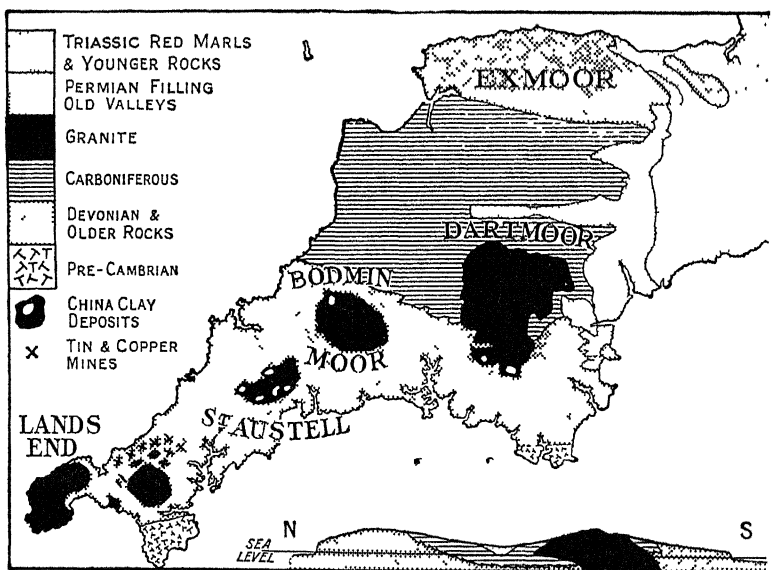 TRIASSIC RED MARLS
& YOUNGER ROCKS
PERMIAN FILLING
OLD VALLEYS
GRANITE
CARBONIFEROUS
DEVONIAN &
OLDER ROCKS
PRE-CAMBRIAN
CHINA CLAY
DEPOSITS
TIN & COPPER
MINES
EXMOOR
DARTMOOR
BODMIN
MOOR
ST AUSTELL
LANDS
END
N
S
SEA
LEVEL